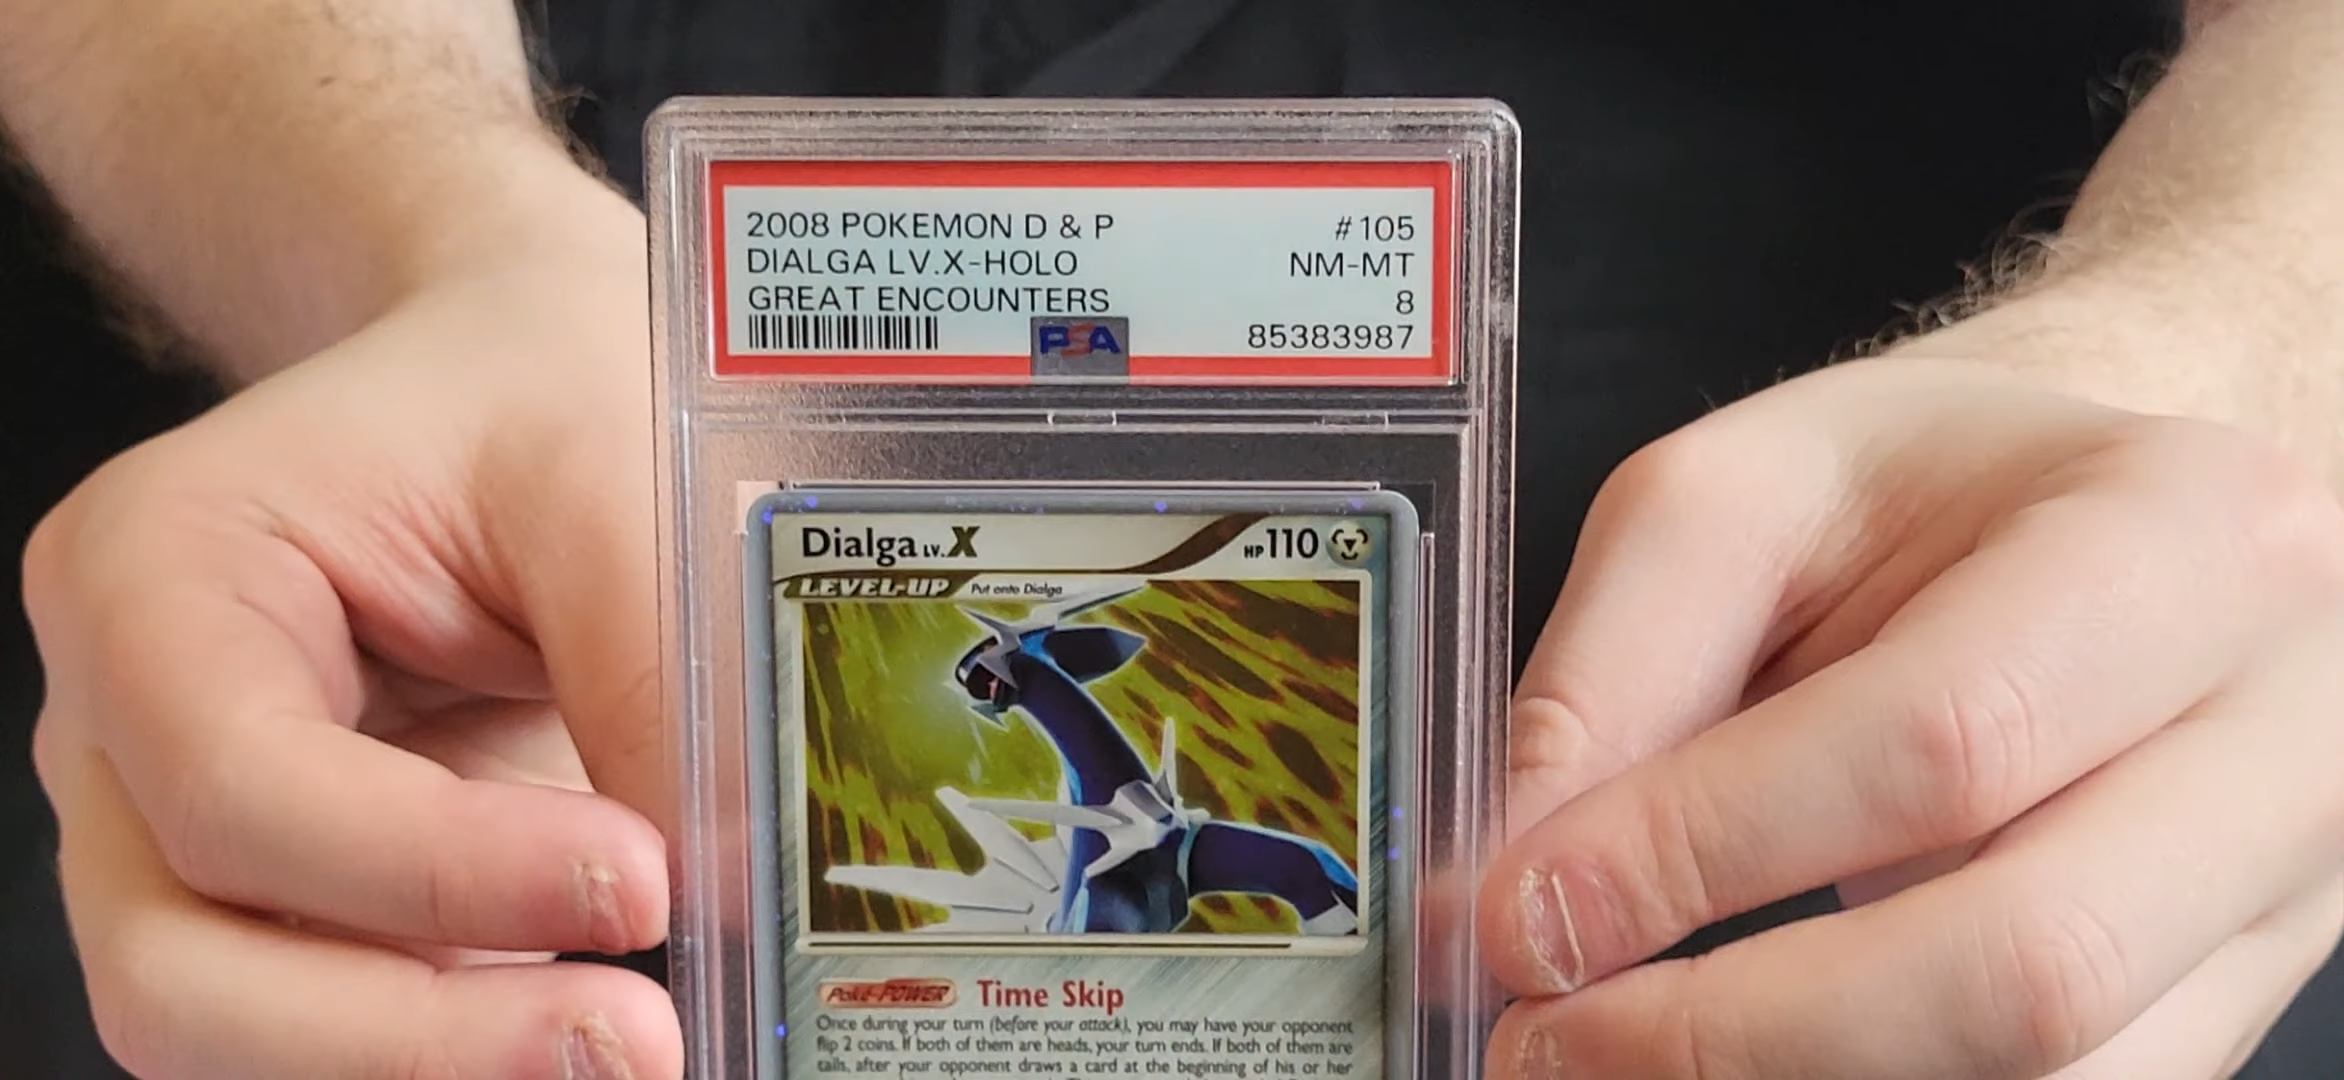 2008 POKEMON D & P #105
DIALGA LV.X-HOLO NM-MT
GREAT ENCOUNTERS 8
PSA 85383987
Dialga LV.X HP 110
LEVEL-UP Put onto Dialga
Poké-POWER Time Skip
Once during your turn (before your attack), you may have your opponent
flip 2 coins. If both of them are heads, your turn ends. If both of them are
tails, after your opponent draws a card at the beginning of his or her